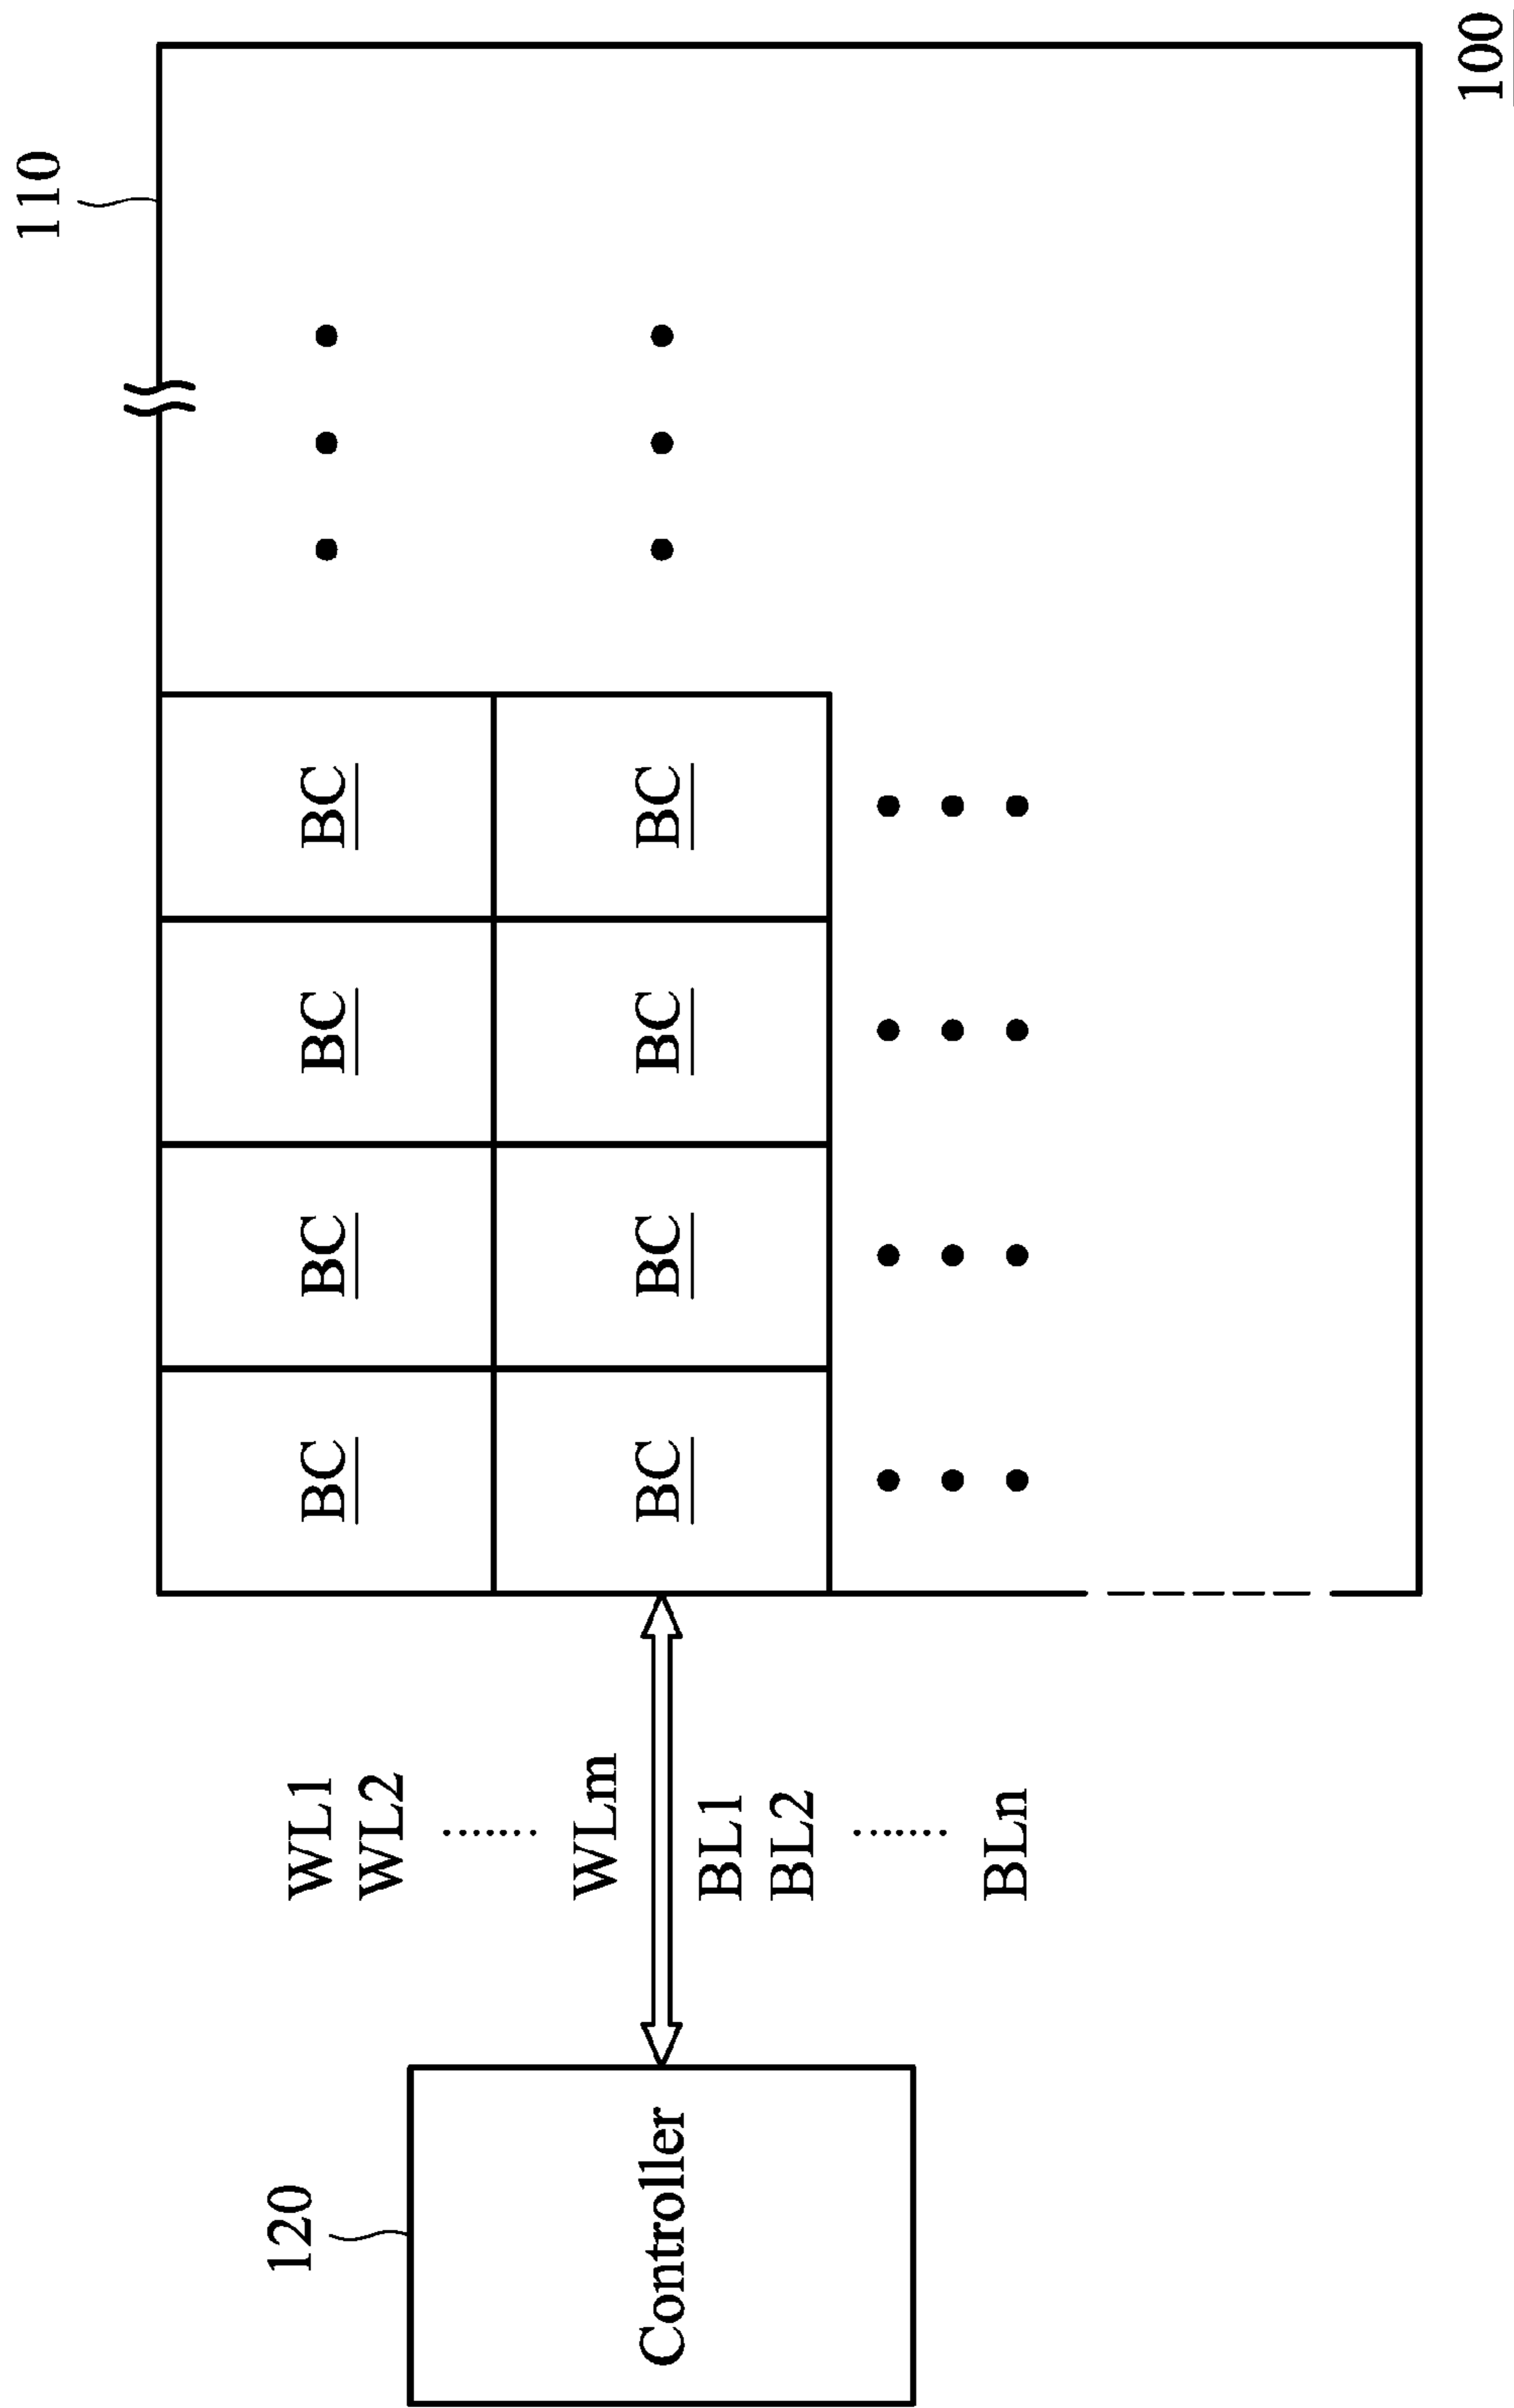 110
BC BC BC BC
BC BC BC BC
120
Controller
WL1
WL2
WLm
BL1
BL2
BLn
100